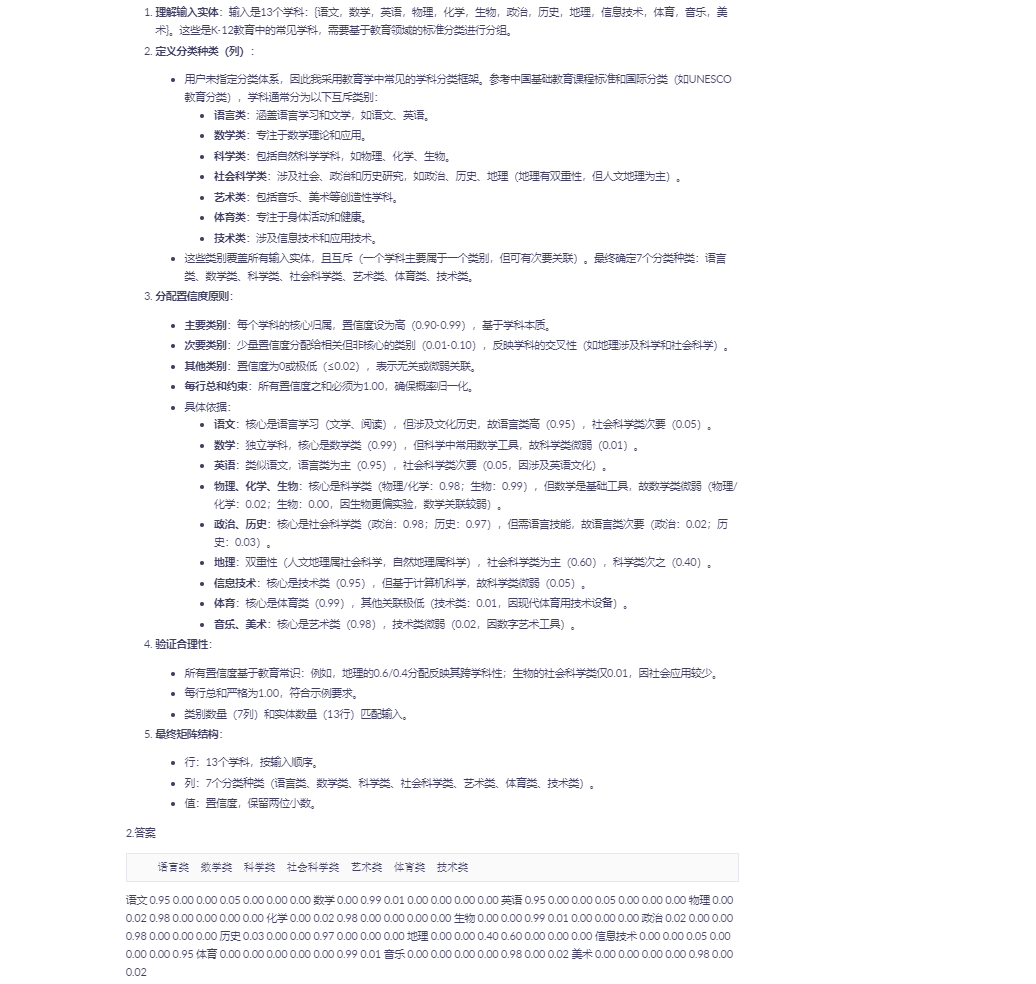 1. 理解输入实体：输入是13个学科：{语文，数学，英语，物理，化学，生物，政治，历史，地理，信息技术，体育，音乐，美
术}。这些是K-12教育中的常见学科，需要基于教育领域的标准分类进行分组。
2. 定义分类种类（列）：
• 用户未指定分类体系，因此我采用教育学中常见的学科分类框架。参考中国基础教育课程标准和国际分类（如UNESCO
教育分类），学科通常分为以下互斥类别：
• 语言类：涵盖语言学习和文学，如语文、英语。
• 数学类：专注于数学理论和应用。
• 科学类：包括自然科学学科，如物理、化学、生物。
• 社会科学类：涉及社会、政治和历史研究，如政治、历史、地理（地理有双重性，但人文地理为主）。
• 艺术类：包括音乐、美术等创造性学科。
• 体育类：专注于身体活动和健康。
• 技术类：涉及信息技术和应用技术。
• 这些类别覆盖所有输入实体，且互斥（一个学科主要属于一个类别，但可有次要关联）。最终确定7个分类种类：语言
类、数学类、科学类、社会科学类、艺术类、体育类、技术类。
3. 分配置信度原则：
• 主要类别：每个学科的核心归属，置信度设为高（0.90-0.99），基于学科本质。
• 次要类别：少量置信度分配给相关但非核心的类别（0.01-0.10），反映学科的交叉性（如地理涉及科学和社会科学）。
• 其他类别：置信度为0或极低（≤0.02），表示无关或微弱关联。
• 每行总和约束：所有置信度之和必须为1.00，确保概率归一化。
• 具体依据：
• 语文：核心是语言学习（文学、阅读），但涉及文化历史，故语言类高（0.95），社会科学类次要（0.05）。
• 数学：独立学科，核心是数学类（0.99），但科学中常用数学工具，故科学类微弱（0.01）。
• 英语：类似语文，语言类为主（0.95），社会科学类次要（0.05，因涉及英语文化）。
• 物理、化学、生物：核心是科学类（物理/化学：0.98；生物：0.99），但数学是基础工具，故数学类微弱（物理/
化学：0.02；生物：0.00，因生物更偏实验，数学关联较弱）。
• 政治、历史：核心是社会科学类（政治：0.98；历史：0.97），但需语言技能，故语言类次要（政治：0.02；历
史：0.03）。
• 地理：双重性（人文地理属社会科学，自然地理属科学），社会科学类为主（0.60），科学类次之（0.40）。
• 信息技术：核心是技术类（0.95），但基于计算机科学，故科学类微弱（0.05）。
• 体育：核心是体育类（0.99），其他关联极低（技术类：0.01，因现代体育用技术设备）。
• 音乐、美术：核心是艺术类（0.98），技术类微弱（0.02，因数字艺术工具）。
4. 验证合理性：
• 所有置信度基于教育常识：例如，地理的0.6/0.4分配反映其跨学科性；生物的社会科学类仅0.01，因社会应用较少。
• 每行总和严格为1.00，符合示例要求。
• 类别数量（7列）和实体数量（13行）匹配输入。
5. 最终矩阵结构：
• 行：13个学科，按输入顺序。
• 列：7个分类种类（语言类、数学类、科学类、社会科学类、艺术类、体育类、技术类）。
• 值：置信度，保留两位小数。
2.答案
语言类 数学类 科学类 社会科学类 艺术类 体育类 技术类
语文 0.95 0.00 0.00 0.05 0.00 0.00 0.00 数学 0.00 0.99 0.01 0.00 0.00 0.00 0.00 英语 0.95 0.00 0.00 0.05 0.00 0.00 0.00 物理 0.00
0.02 0.98 0.00 0.00 0.00 0.00 化学 0.00 0.02 0.98 0.00 0.00 0.00 0.00 生物 0.00 0.00 0.99 0.01 0.00 0.00 0.00 政治 0.02 0.00 0.00
0.98 0.00 0.00 0.00 历史 0.03 0.00 0.00 0.97 0.00 0.00 0.00 地理 0.00 0.00 0.40 0.60 0.00 0.00 0.00 信息技术 0.00 0.00 0.05 0.00
0.00 0.00 0.95 体育 0.00 0.00 0.00 0.00 0.00 0.99 0.01 音乐 0.00 0.00 0.00 0.00 0.98 0.00 0.02 美术 0.00 0.00 0.00 0.00 0.98 0.00
0.02